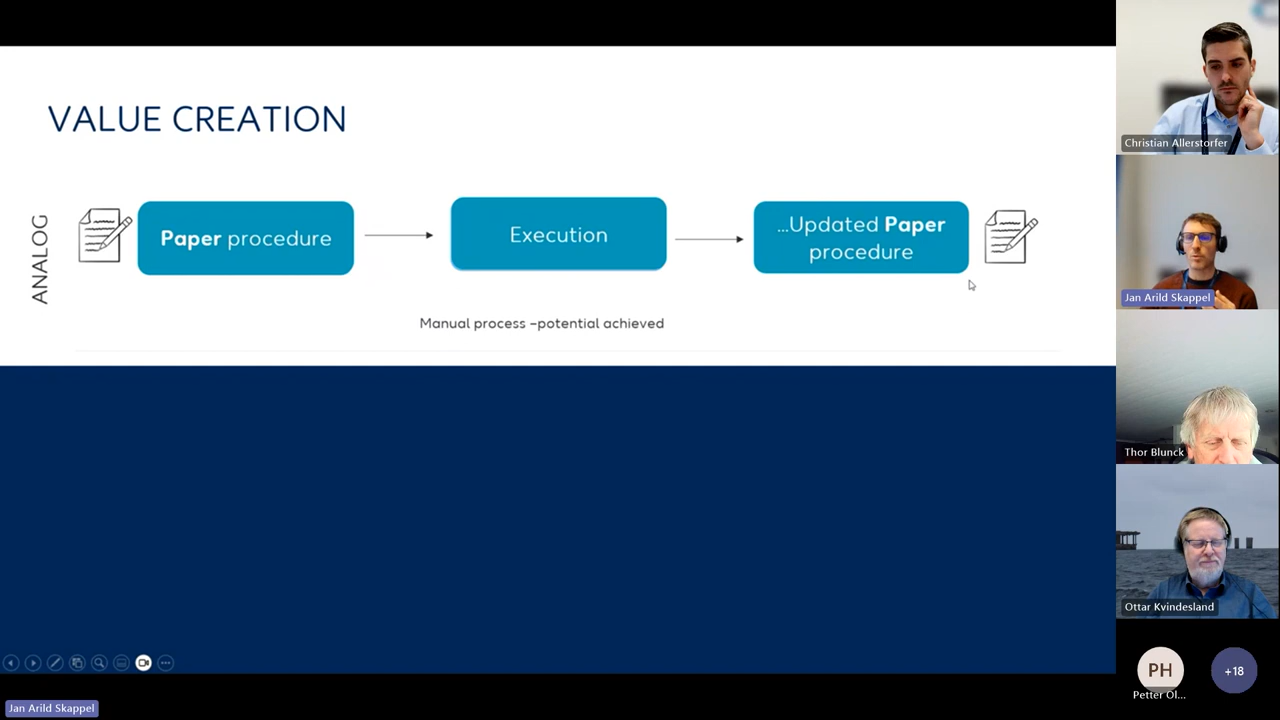 VALUE CREATION
ANALOG
Paper procedure
Execution
...Updated Paper
procedure
Manual process –potential achieved
Christian Allerstorfer
Jan Arild Skappel
Thor Blunck
Ottar Kvindesland
PH
Petter Ol...
+18
Jan Arild Skappel